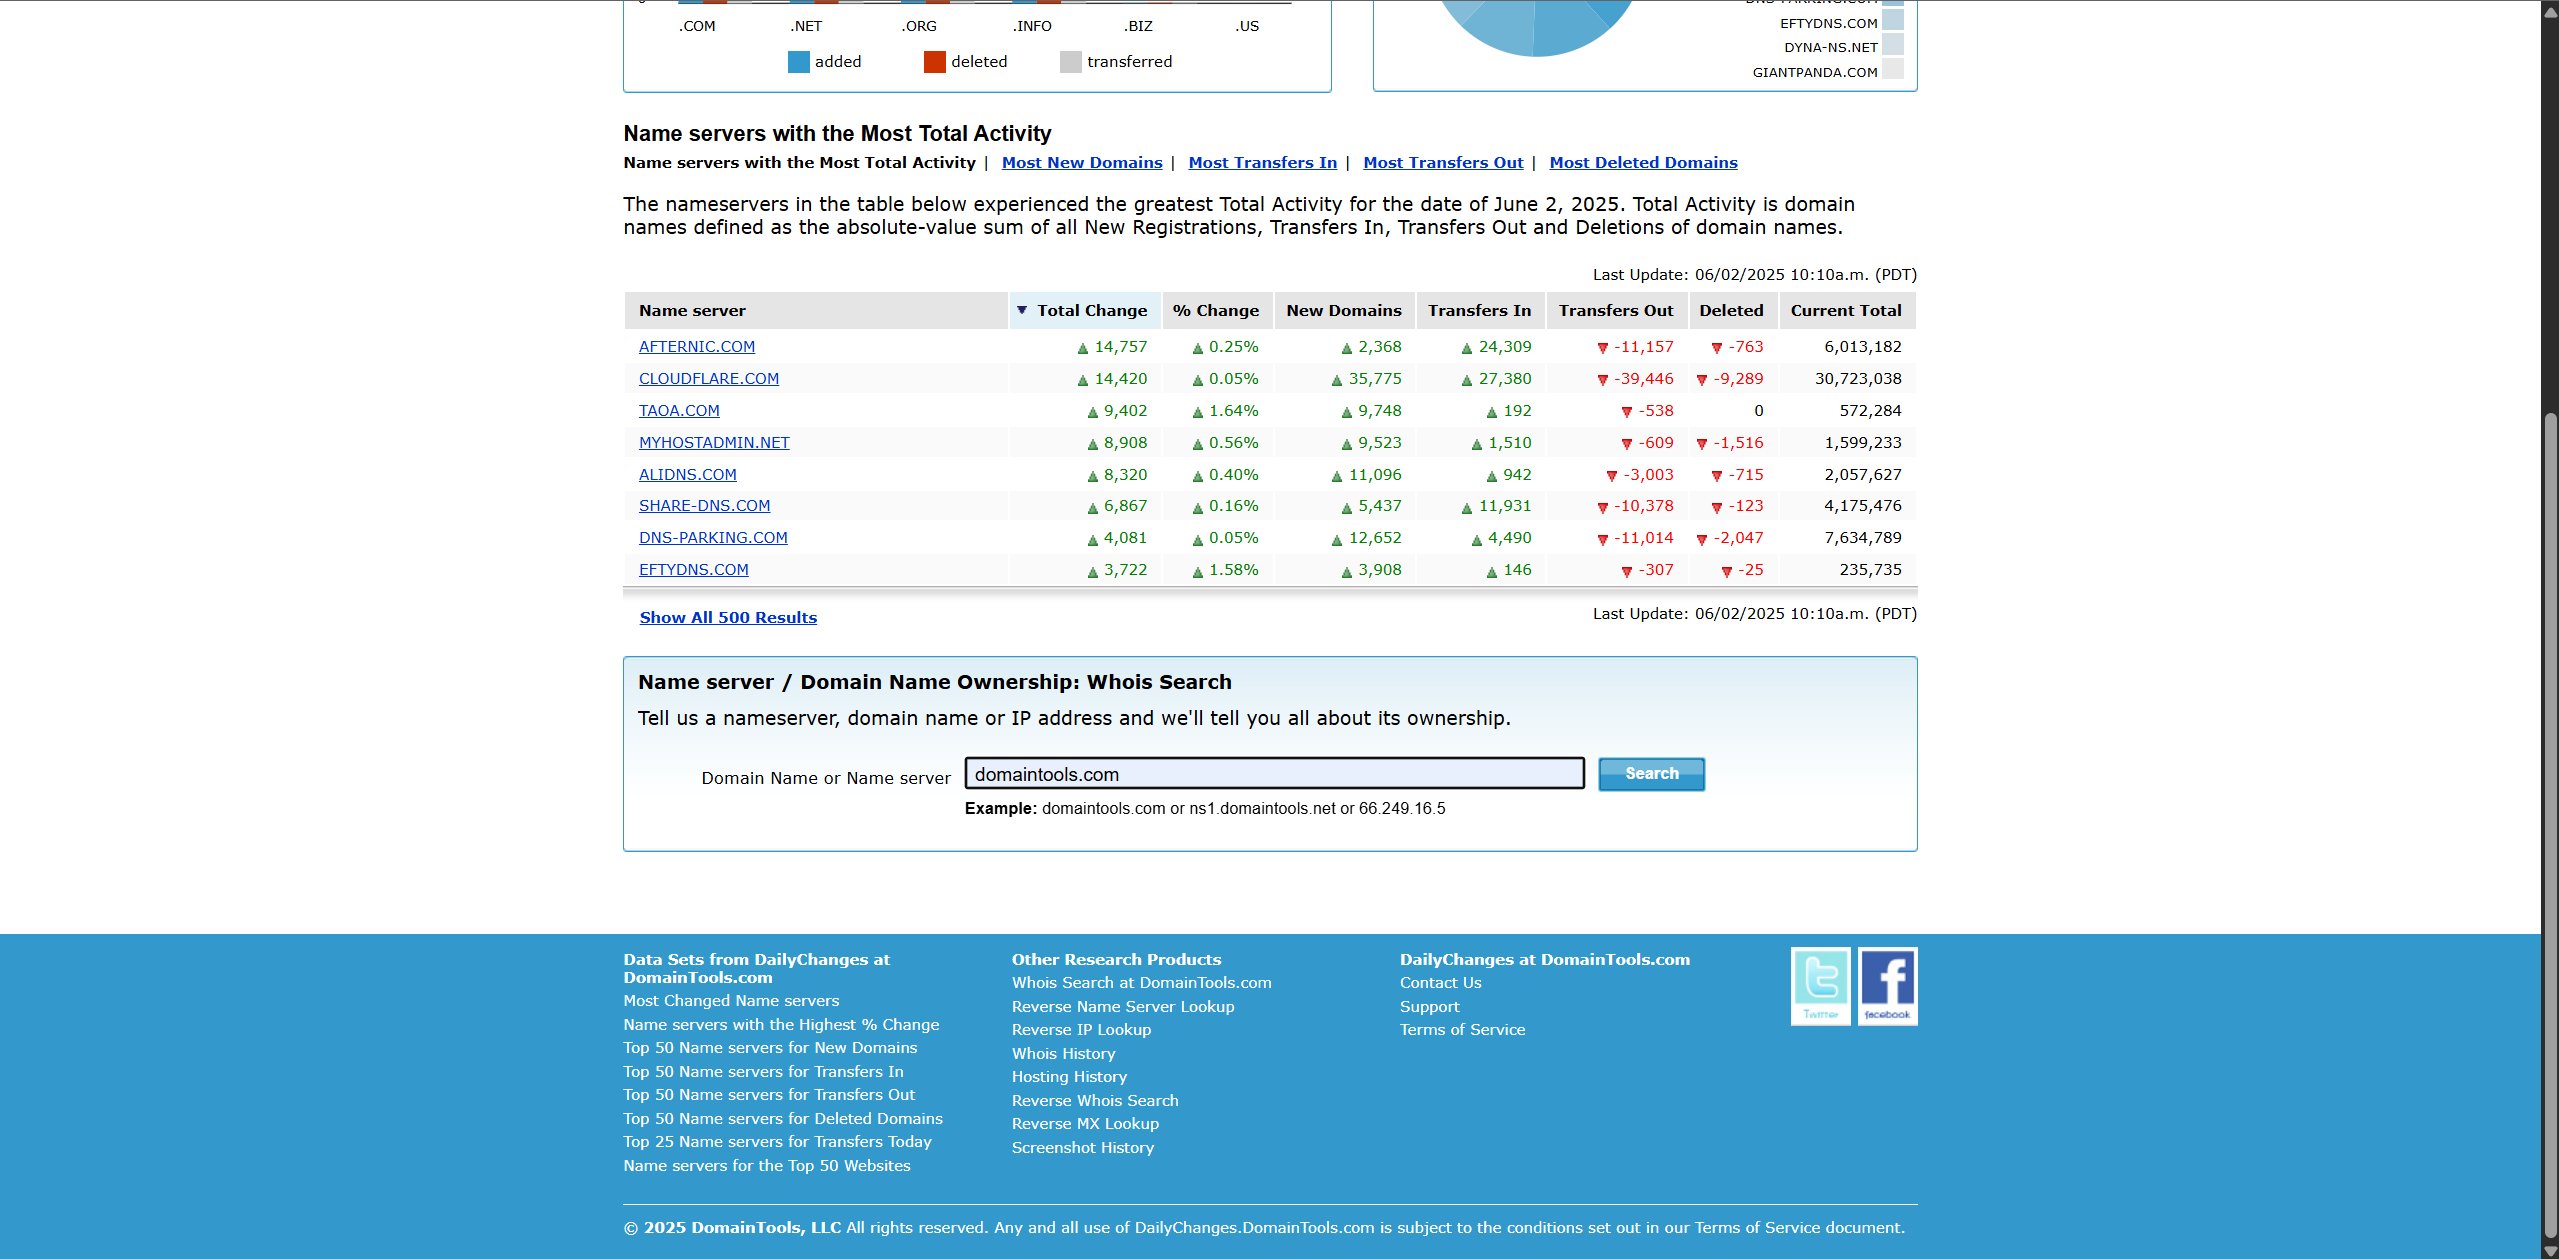 .COM .NET .ORG .INFO .BIZ .US
added deleted transferred
EFTYDNS.COM
DYNA-NS.NET
GIANTPANDA.COM
Name servers with the Most Total Activity
Name servers with the Most Total Activity | Most New Domains | Most Transfers In | Most Transfers Out | Most Deleted Domains
The nameservers in the table below experienced the greatest Total Activity for the date of June 2, 2025. Total Activity is domain
names defined as the absolute-value sum of all New Registrations, Transfers In, Transfers Out and Deletions of domain names.
Last Update: 06/02/2025 10:10a.m. (PDT)
Name server ▼ Total Change % Change New Domains Transfers In Transfers Out Deleted Current Total
AFTERNIC.COM 14,757 0.25% 2,368 24,309 -11,157 -763 6,013,182
CLOUDFLARE.COM 14,420 0.05% 35,775 27,380 -39,446 -9,289 30,723,038
TAOA.COM 9,402 1.64% 9,748 192 -538 0 572,284
MYHOSTADMIN.NET 8,908 0.56% 9,523 1,510 -609 -1,516 1,599,233
ALIDNS.COM 8,320 0.40% 11,096 942 -3,003 -715 2,057,627
SHARE-DNS.COM 6,867 0.16% 5,437 11,931 -10,378 -123 4,175,476
DNS-PARKING.COM 4,081 0.05% 12,652 4,490 -11,014 -2,047 7,634,789
EFTYDNS.COM 3,722 1.58% 3,908 146 -307 -25 235,735
Show All 500 Results
Last Update: 06/02/2025 10:10a.m. (PDT)
Name server / Domain Name Ownership: Whois Search
Tell us a nameserver, domain name or IP address and we'll tell you all about its ownership.
Domain Name or Name server domaintools.com Search
Example: domaintools.com or ns1.domaintools.net or 66.249.16.5
Data Sets from DailyChanges at
DomainTools.com
Most Changed Name servers
Name servers with the Highest % Change
Top 50 Name servers for New Domains
Top 50 Name servers for Transfers In
Top 50 Name servers for Transfers Out
Top 50 Name servers for Deleted Domains
Top 25 Name servers for Transfers Today
Name servers for the Top 50 Websites
Other Research Products
Whois Search at DomainTools.com
Reverse Name Server Lookup
Reverse IP Lookup
Whois History
Hosting History
Reverse Whois Search
Reverse MX Lookup
Screenshot History
DailyChanges at DomainTools.com
Contact Us
Support
Terms of Service
Twitter
facebook
© 2025 DomainTools, LLC All rights reserved. Any and all use of DailyChanges.DomainTools.com is subject to the conditions set out in our Terms of Service document.